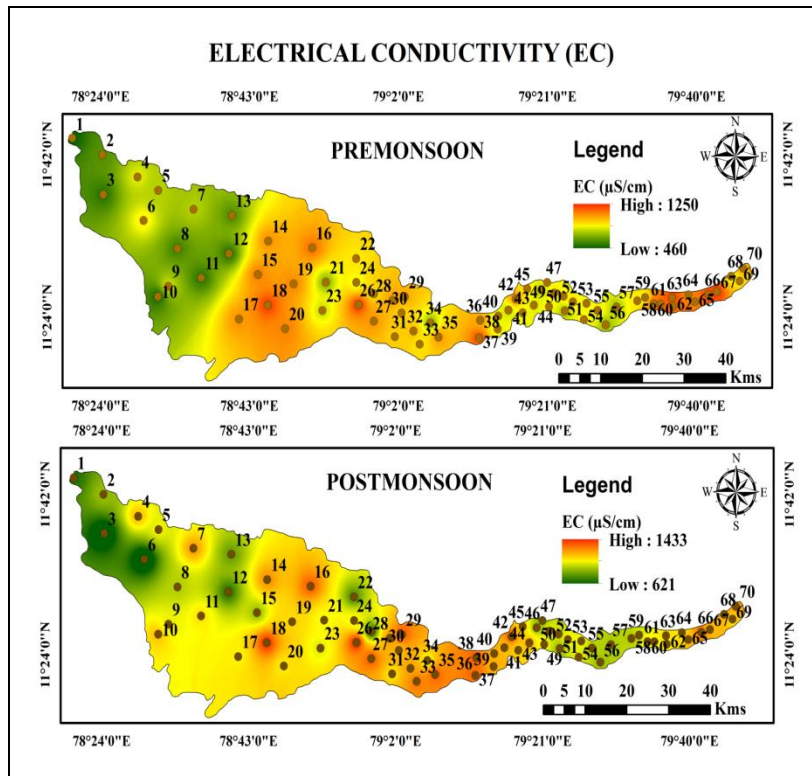 ELECTRICAL CONDUCTIVITY (EC)
78°24'0"E 78°43'0"E 79°2'0"E 79°21'0"E 79°40'0"E
11°42'0"N
11°24'0"N
PREMONSOON
N
W E
S
Legend
EC (µS/cm)
High : 1250
Low : 460
1 2 3 4 5 6 7 8 9 10 11 12 13 14 15 16 17 18 19 20 21 22 23 24 26 27 28 29 30 31 32 33 34 35 36 37 38 39 40 41 42 43 44 45 47 49 50 51 52 53 54 55 56 57 58 59 60 61 62 63 64 65 66 67 68 69 70
11°42'0"N
11°24'0"N
0 5 10 20 30 40
Kms
78°24'0"E 78°43'0"E 79°2'0"E 79°21'0"E 79°40'0"E
78°24'0"E 78°43'0"E 79°2'0"E 79°21'0"E 79°40'0"E
11°42'0"N
11°24'0"N
POSTMONSOON
N
W E
S
Legend
EC (µS/cm)
High : 1433
Low : 621
1 2 3 4 5 6 7 8 9 10 11 12 13 14 15 16 17 18 19 20 21 22 23 24 26 27 28 29 30 31 32 33 34 35 36 37 38 39 40 41 42 43 44 45 46 47 49 50 51 52 53 54 55 56 57 58 59 60 61 62 63 64 65 66 67 68 69 70
11°42'0"N
11°24'0"N
0 5 10 20 30 40
Kms
78°24'0"E 78°43'0"E 79°2'0"E 79°21'0"E 79°40'0"E